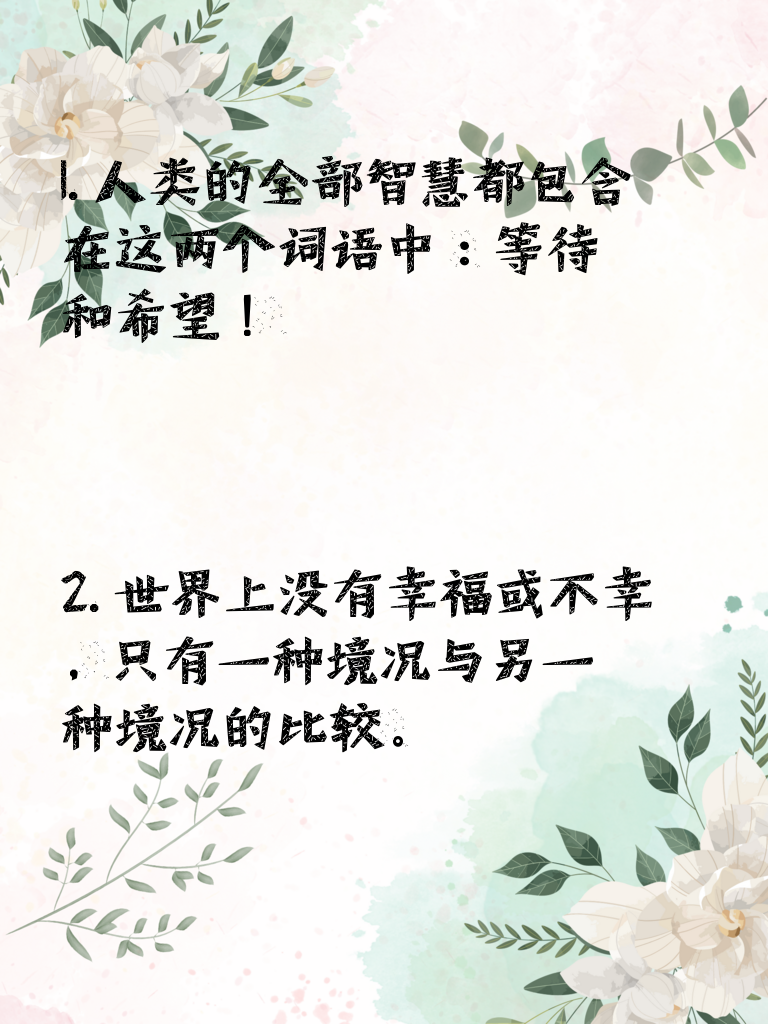 1.人类的全部智慧都包含
在这两个词语中：等待
和希望！
2.世界上没有幸福或不幸
，只有一种境况与另一
种境况的比较。